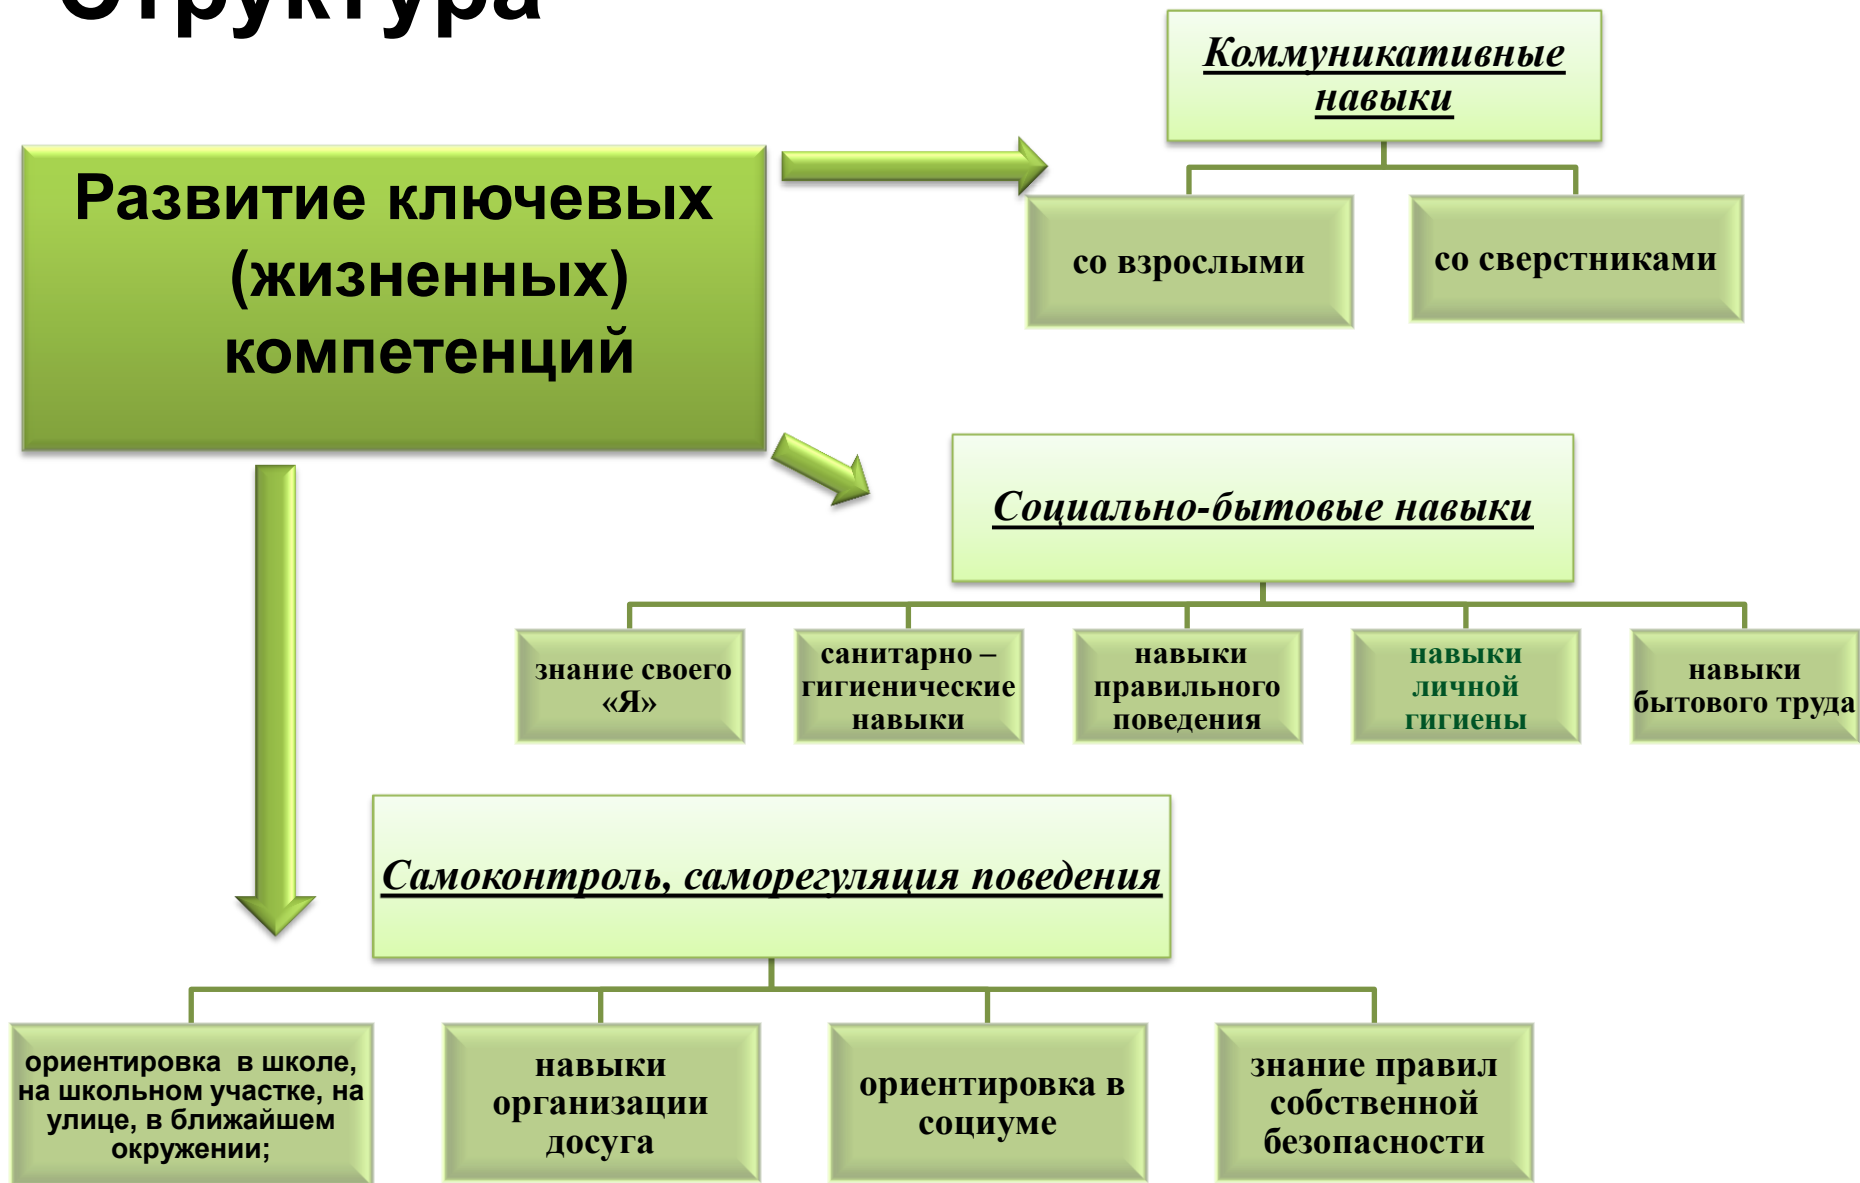 Структура
Развитие ключевых
(жизненных)
компетенций
Коммуникативные
навыки
со взрослыми
со сверстниками
Социально-бытовые навыки
знание своего
«Я»
санитарно –
гигиенические
навыки
навыки
правильного
поведения
навыки
личной
гигиены
навыки
бытового труда
Самоконтроль, саморегуляция поведения
ориентировка в школе,
на школьном участке, на
улице, в ближайшем
окружении;
навыки
организации
досуга
ориентировка в
социуме
знание правил
собственной
безопасности